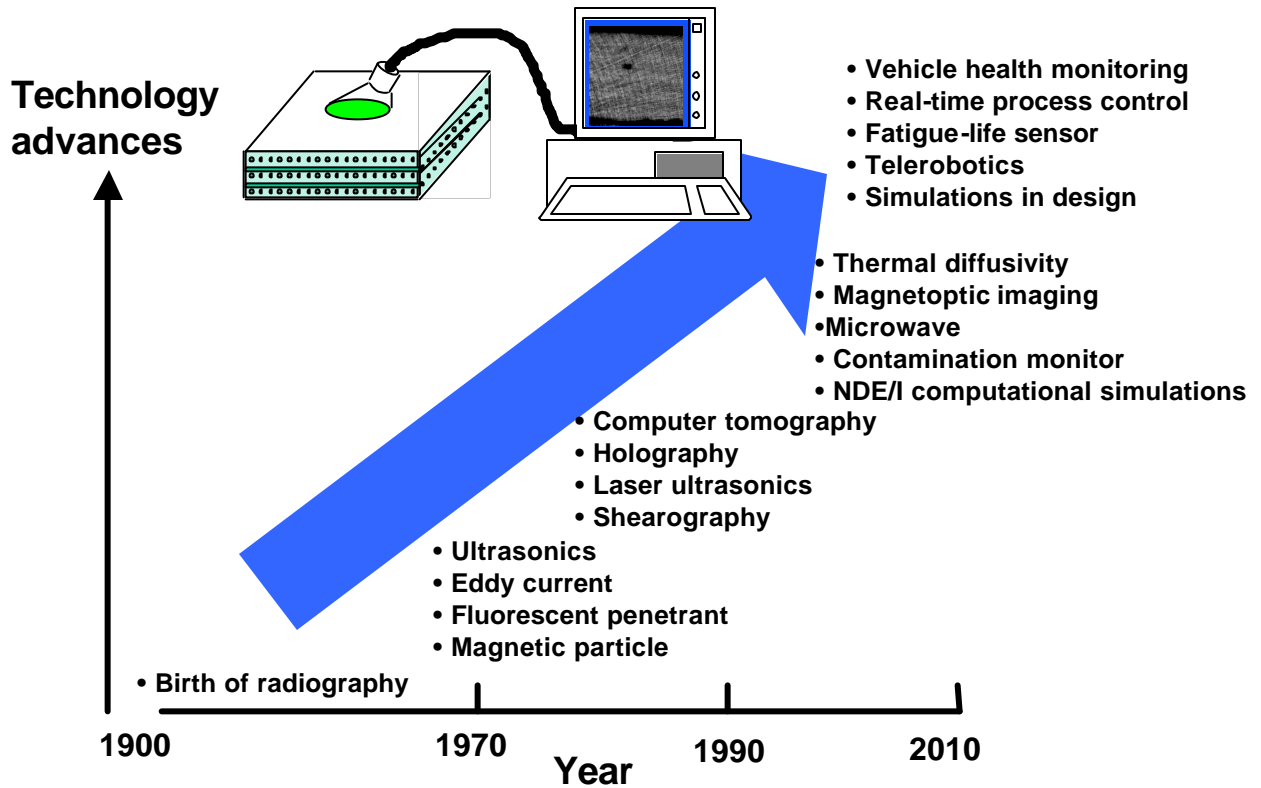 Technology
advances
• Vehicle health monitoring
• Real-time process control
• Fatigue-life sensor
• Telerobotics
• Simulations in design
• Thermal diffusivity
• Magnetoptic imaging
•Microwave
• Contamination monitor
• NDE/I computational simulations
• Computer tomography
• Holography
• Laser ultrasonics
• Shearography
• Ultrasonics
• Eddy current
• Fluorescent penetrant
• Magnetic particle
• Birth of radiography
1900 1970 1990 2010
Year